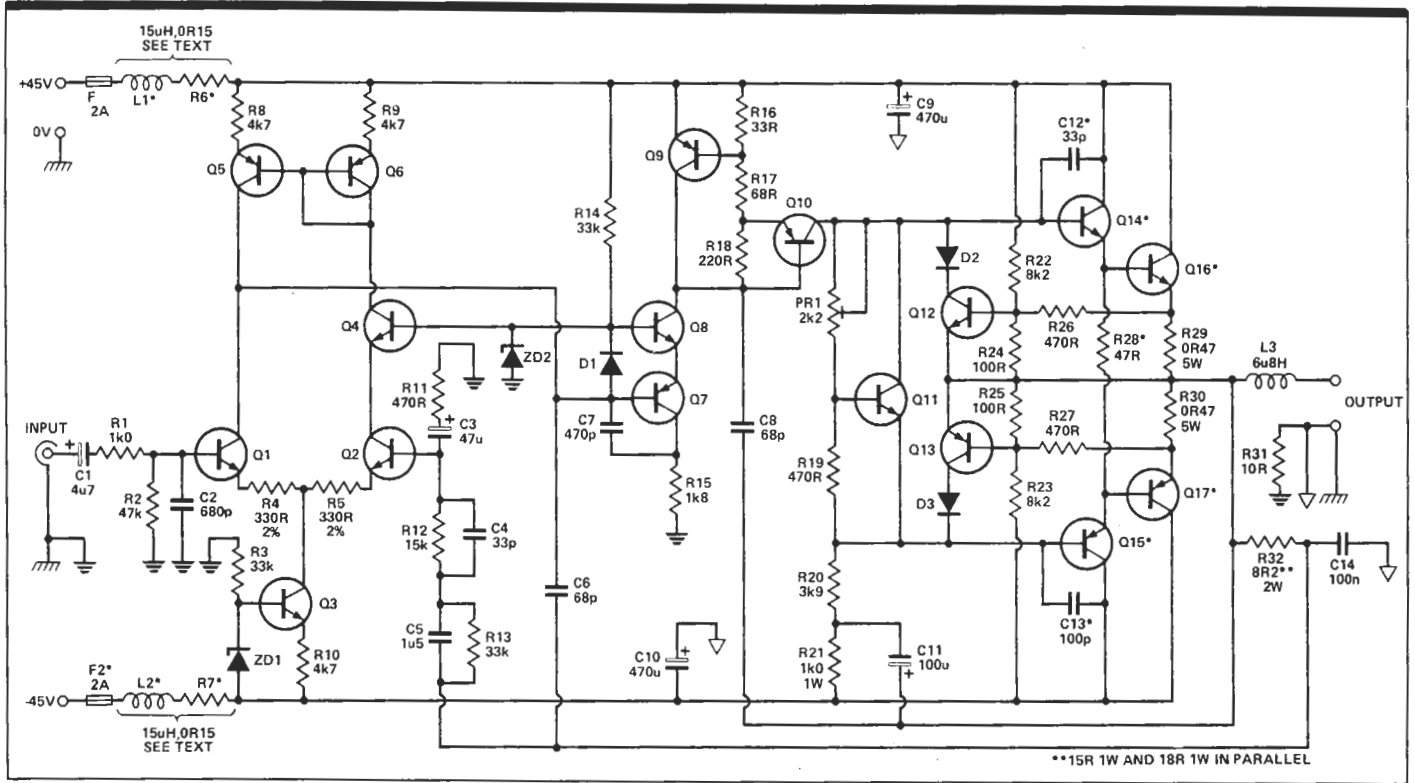 15uH,0R15
SEE TEXT
+45V
F
2A
L1*
R6*
0V
R8
4k7
R9
4k7
Q5
Q6
R14
33k
Q9
R16
33R
R17
68R
R18
220R
Q10
C9
470u
C12*
33p
Q14*
Q16*
R22
8k2
D2
Q12
PR1
2k2
R26
470R
R24
100R
R28*
47R
R29
0R47
5W
L3
6u8H
OUTPUT
Q4
ZD2
D1
Q8
Q7
R11
470R
C3
47u
C7
470p
C8
68p
Q11
R25
100R
R27
470R
Q13
D3
R30
0R47
5W
R31
10R
INPUT
C1
4u7
R1
1k0
R2
47k
C2
680p
Q1
R4
330R
2%
R5
330R
2%
Q2
R12
15k
C4
33p
R15
1k8
R19
470R
R23
8k2
Q17*
Q15*
C13*
100p
R32
8R2**
2W
C14
100n
R3
33k
Q3
ZD1
R10
4k7
C5
1u5
R13
33k
C6
68p
C10
470u
R20
3k9
R21
1k0
1W
C11
100u
-45V
F2*
2A
L2*
R7*
15uH,0R15
SEE TEXT
**15R 1W AND 18R 1W IN PARALLEL